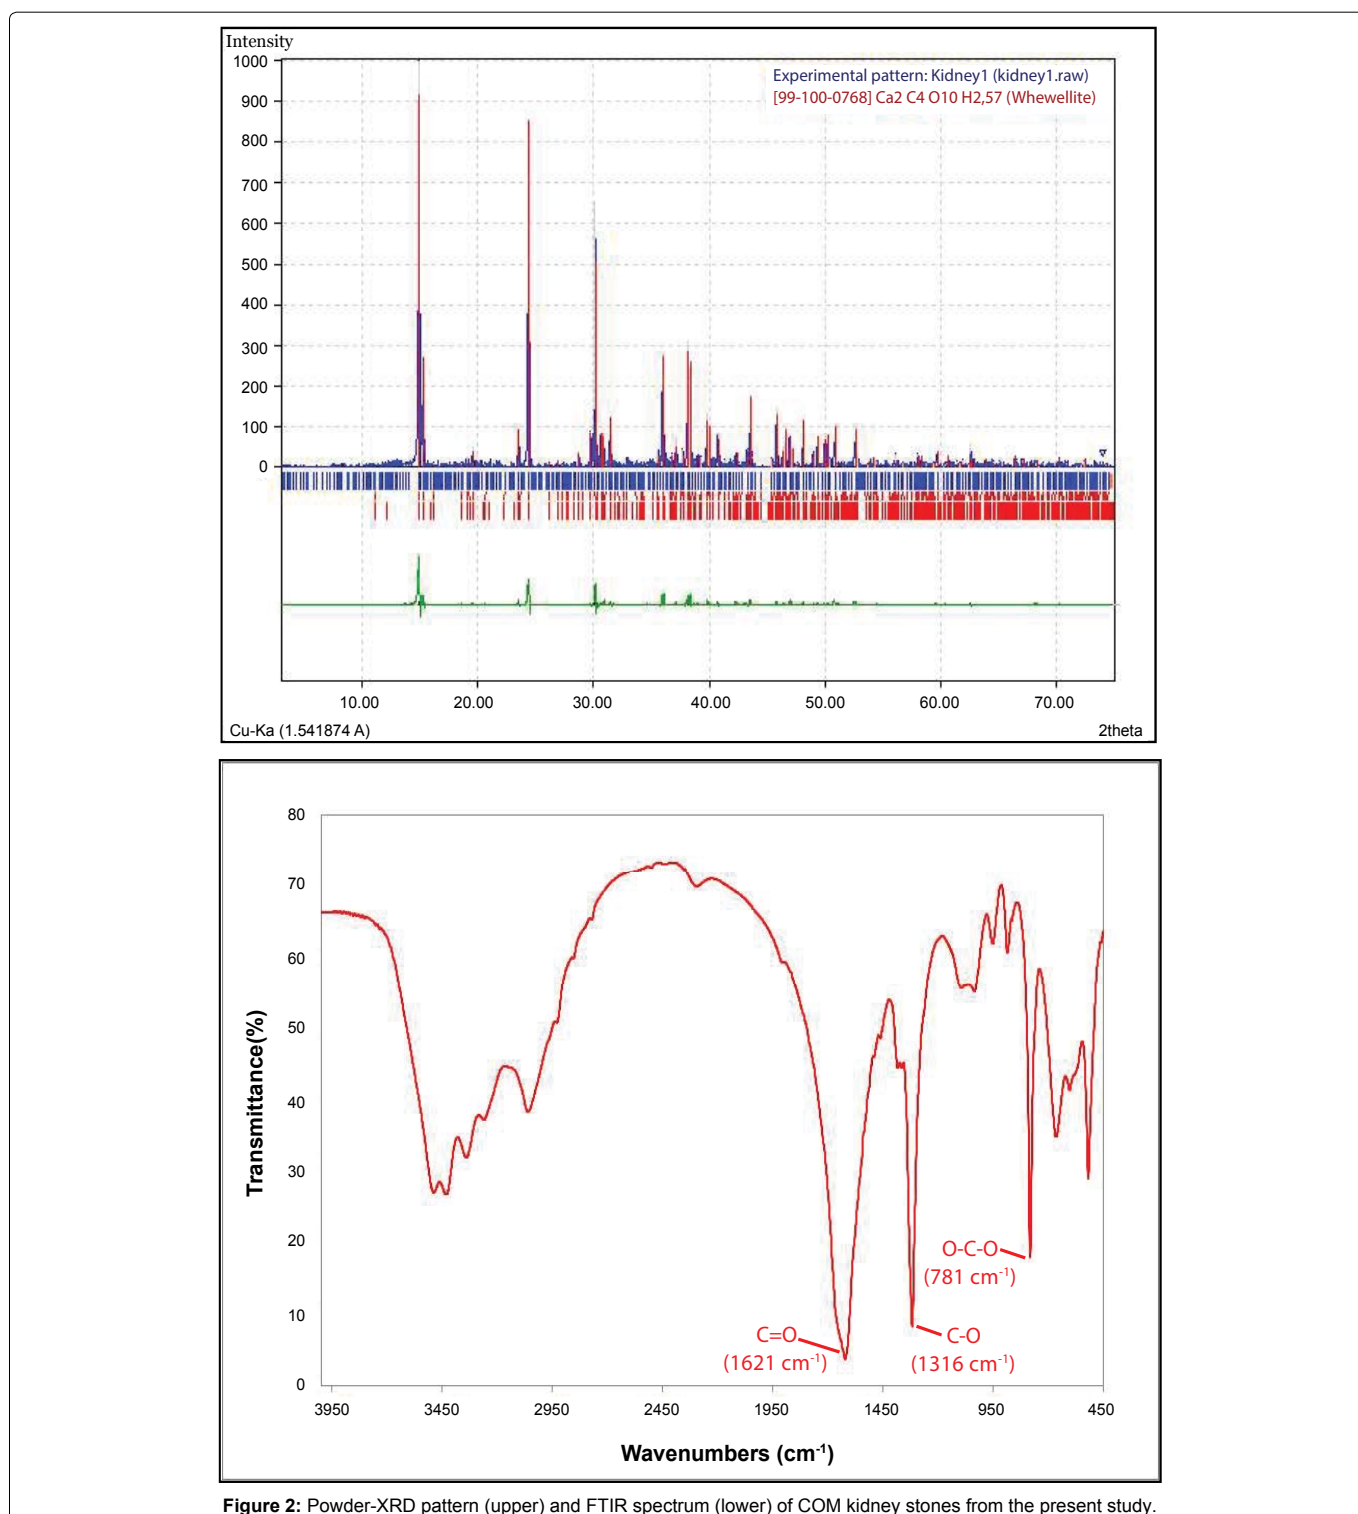 Intensity
1000
900
800
700
600
500
400
300
200
100
0
Experimental pattern: Kidney1 (kidney1.raw)
[99-100-0768] Ca2 C4 O10 H2,57 (Whewellite)
10.00 20.00 30.00 40.00 50.00 60.00 70.00
Cu-Ka (1.541874 A) 2theta
80
70
60
50
40
30
20
10
0
Transmittance(%)
O-C-O
(781 cm-1)
C=O
(1621 cm-1)
C-O
(1316 cm-1)
3950 3450 2950 2450 1950 1450 950 450
Wavenumbers (cm-1)
Figure 2: Powder-XRD pattern (upper) and FTIR spectrum (lower) of COM kidney stones from the present study.